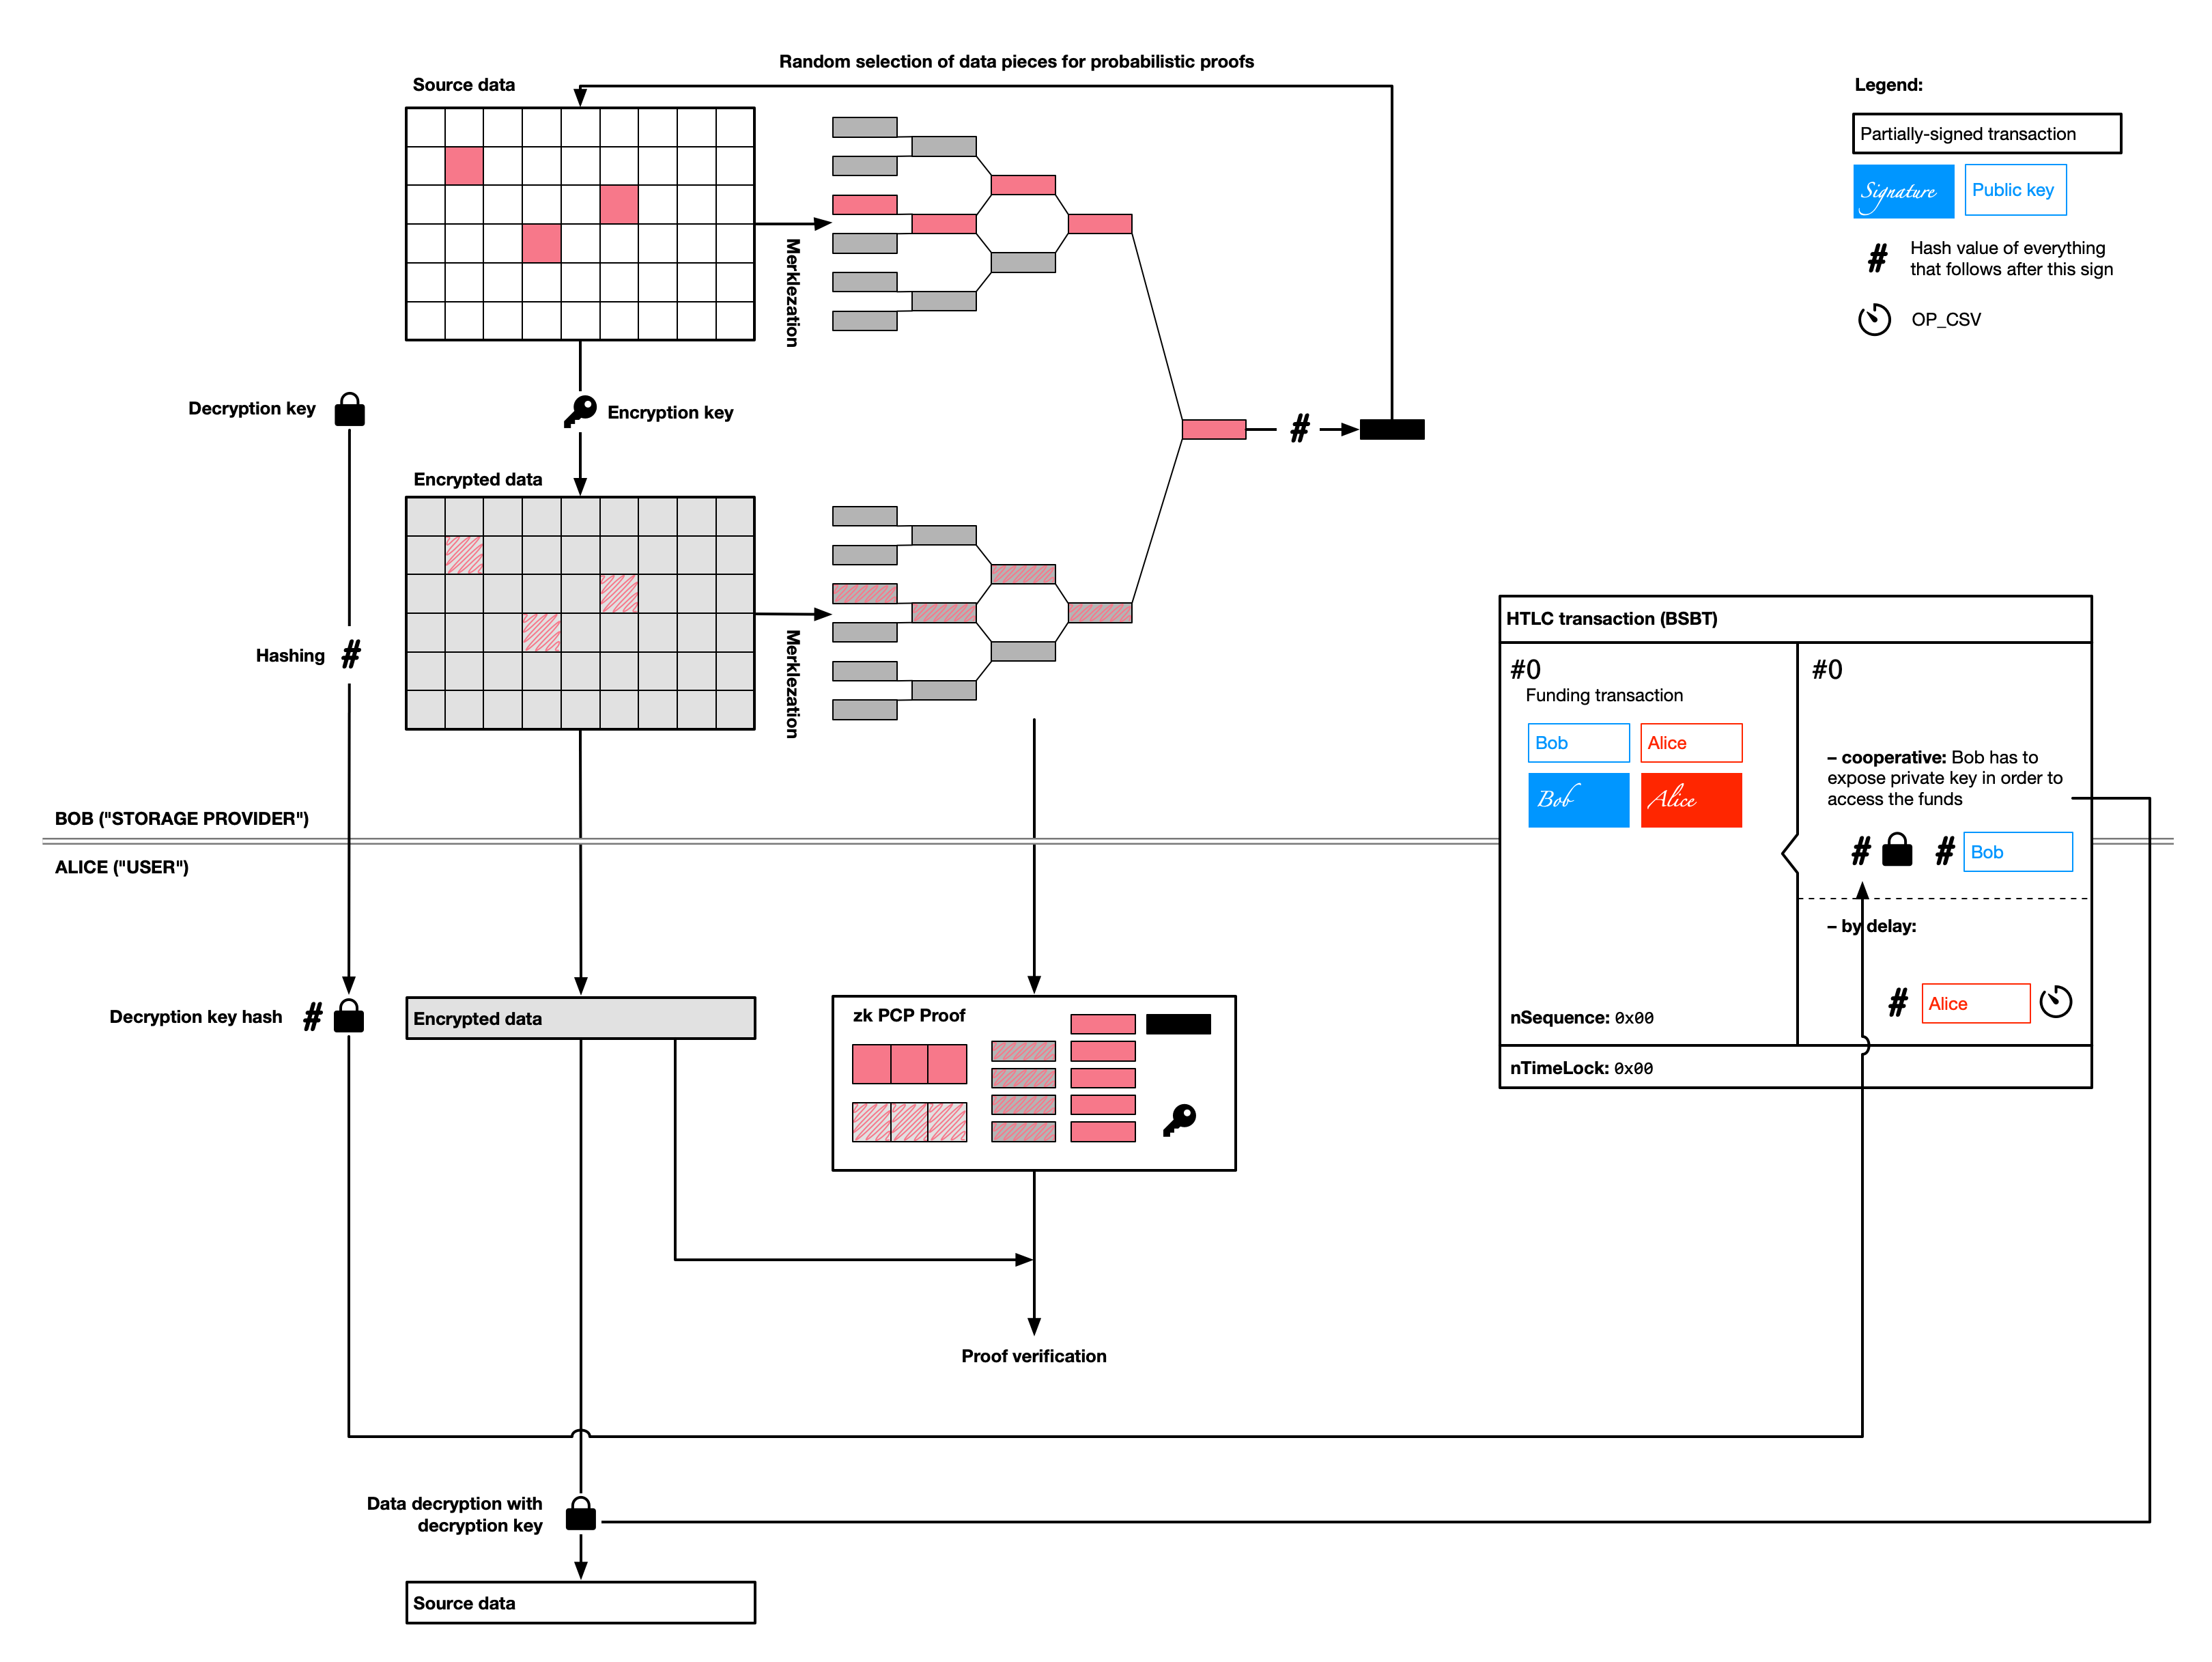 Random selection of data pieces for probabilistic proofs
Source data
Legend:
Partially-signed transaction
Signature
Public key
# Hash value of everything
that follows after this sign
OP_CSV
Merklezation
Decryption key
Encryption key
#
Encrypted data
Merklezation
Hashing #
HTLC transaction (BSBT)
#0
Funding transaction
Bob
Alice
Bob
Alice
nSequence: 0x00
#0
– cooperative: Bob has to
expose private key in order to
access the funds
# # Bob
– by delay:
# Alice
nTimeLock: 0x00
BOB ("STORAGE PROVIDER")
ALICE ("USER")
Decryption key hash #
Encrypted data
zk PCP Proof
Proof verification
Data decryption with
decryption key
Source data